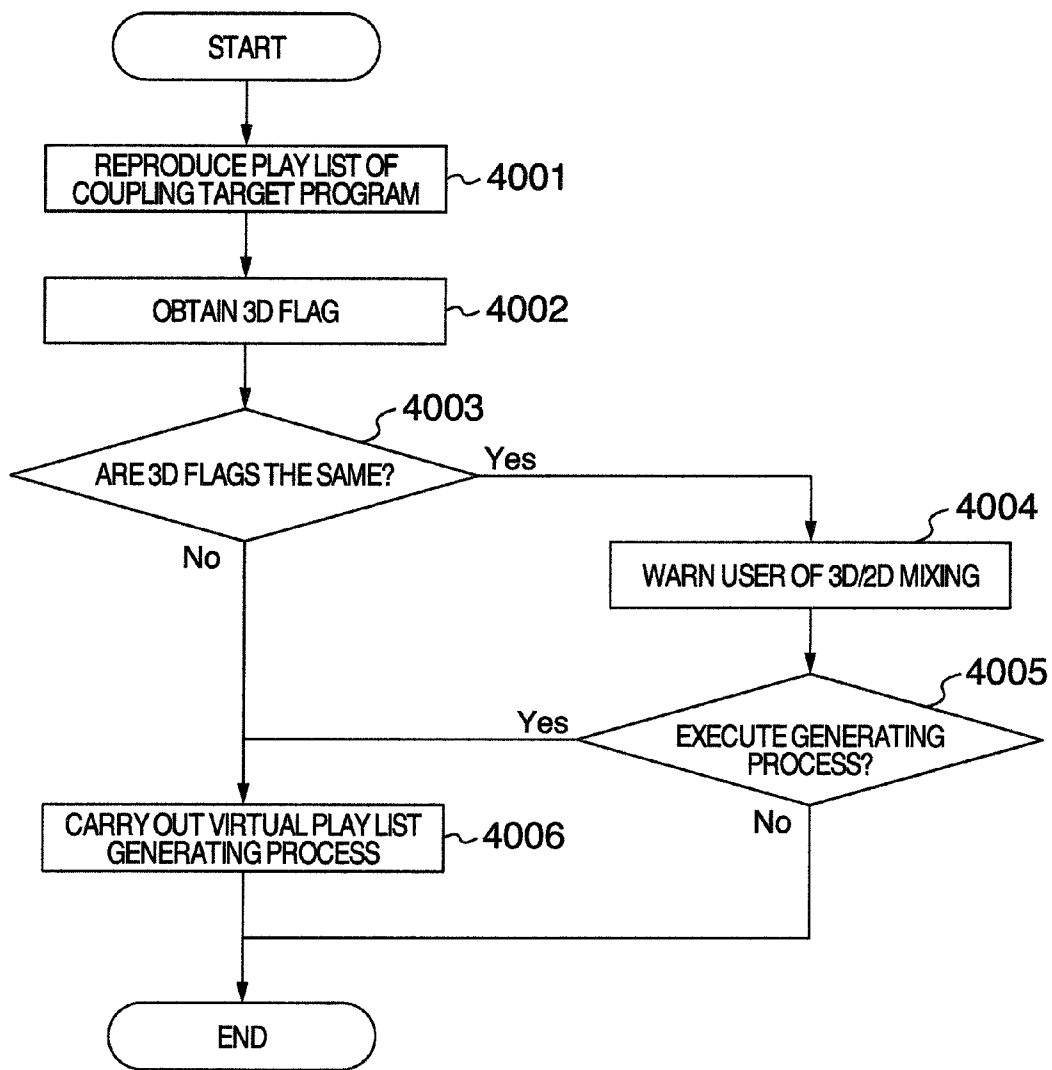 START
REPRODUCE PLAY LIST OF
COUPLING TARGET PROGRAM
4001
OBTAIN 3D FLAG
4002
4003
ARE 3D FLAGS THE SAME?
Yes
No
4004
WARN USER OF 3D/2D MIXING
4005
EXECUTE GENERATING
PROCESS?
Yes
No
CARRY OUT VIRTUAL PLAY LIST
GENERATING PROCESS
4006
END